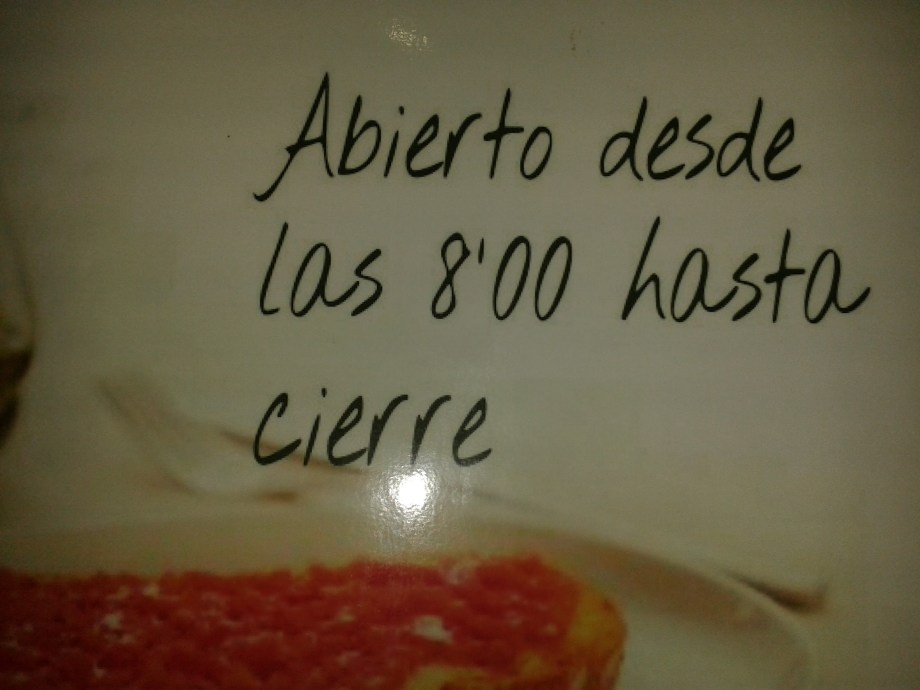 Abierto desde
las 8'00 hasta
cierre